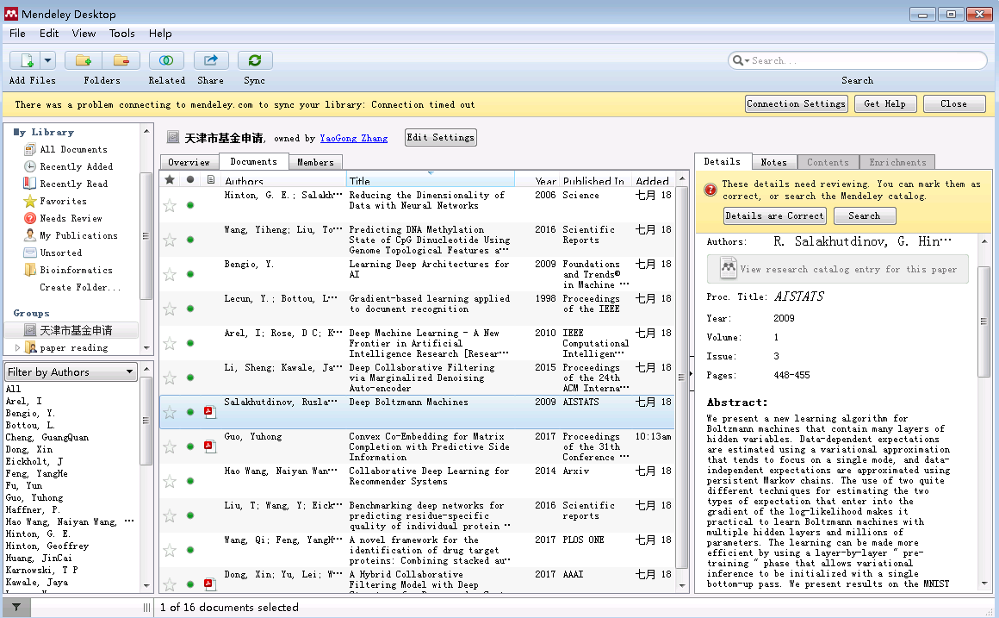 Mendeley Desktop
File Edit View Tools Help
Add Files Folders Related Share Sync
Search...
Search
There was a problem connecting to mendeley.com to sync your library: Connection timed out
Connection Settings Get Help Close
My Library
All Documents
Recently Added
Recently Read
Favorites
Needs Review
My Publications
Unsorted
Bioinformatics
Create Folder...
Groups
天津市基金申请
paper reading
Filter by Authors
All
Arel, I
Bengio, Y.
Bottou, L.
Cheng, GuangQuan
Dong, Xin
Eickholt, J
Feng, YangHe
Fu, Yun
Guo, Yuhong
Haffner, P.
Hao Wang, Naiyan Wang, ...
Hinton, G. E.
Hinton, Geoffrey
Huang, JinCai
Karnowski, T P
Kawale, Jaya
天津市基金申请, owned by YaoGong Zhang Edit Settings
Overview Documents Members
Authors Title Year Published In Added
Hinton, G. E.; Salakh... Reducing the Dimensionality of 2006 Science 七月 18
Data with Neural Networks
Wang, Yiheng; Liu, To... Predicting DNA Methylation 2016 Scientific 七月 18
State of CpG Dinucleotide Using Reports
Genome Topological Features a...
Bengio, Y. Learning Deep Architectures for 2009 Foundations 七月 18
AI and Trends®
in Machine ...
Lecun, Y.; Bottou, L... Gradient-based learning applied 1998 Proceedings 七月 18
to document recognition of the IEEE
Arel, I; Rose, D C; K... Deep Machine Learning - A New 2010 IEEE 七月 18
Frontier in Artificial Computational
Intelligence Research [Resear... Intelligen...
Li, Sheng; Kawale, Ja... Deep Collaborative Filtering 2015 Proceedings 七月 18
via Marginalized Denoising of the 24th
Auto-encoder ACM Interna...
Salakhutdinov, Rusla... Deep Boltzmann Machines 2009 AISTATS 七月 18
Guo, Yuhong Convex Co-Embedding for Matrix 2017 Proceedings 10:13am
Completion with Predictive Side of the 31th
Information Conference ...
Hao Wang, Naiyan Wan... Collaborative Deep Learning for 2014 Arxiv 七月 18
Recommender Systems
Liu, T; Wang, Y; Eick... Benchmarking deep networks for 2016 Scientific 七月 18
predicting residue-specific reports
quality of individual protein ..
Wang, Qi; Feng, YangH... A novel framework for the 2017 PLOS ONE 七月 18
identification of drug target
proteins: Combining stacked au...
Dong, Xin; Yu, Lei; W... A Hybrid Collaborative 2017 AAAI 七月 18
Filtering Model with Deep
Details Notes Contents Enrichments
These details need reviewing. You can mark them as
correct, or search the Mendeley catalog.
Details are Correct Search
Authors: R. Salakhutdinov, G. Hin...
View research catalog entry for this paper
Proc. Title: AISTATS
Year: 2009
Volume: 1
Issue: 3
Pages: 448-455
Abstract:
We present a new learning algorithm for
Boltzmann machines that contain many layers of
hidden variables. Data-dependent expectations
are estimated using a variational approximation
that tends to focus on a single mode, and data-
independent expectations are approximated using
persistent Markov chains. The use of two quite
different techniques for estimating the two
types of expectation that enter into the
gradient of the log-likelihood makes it
practical to learn Boltzmann machines with
multiple hidden layers and millions of
parameters. The learning can be made more
efficient by using a layer-by-layer “ pre-
training ” phase that allows variational
inference to be initialized with a single
bottom-up pass. We present results on the MNIST
1 of 16 documents selected